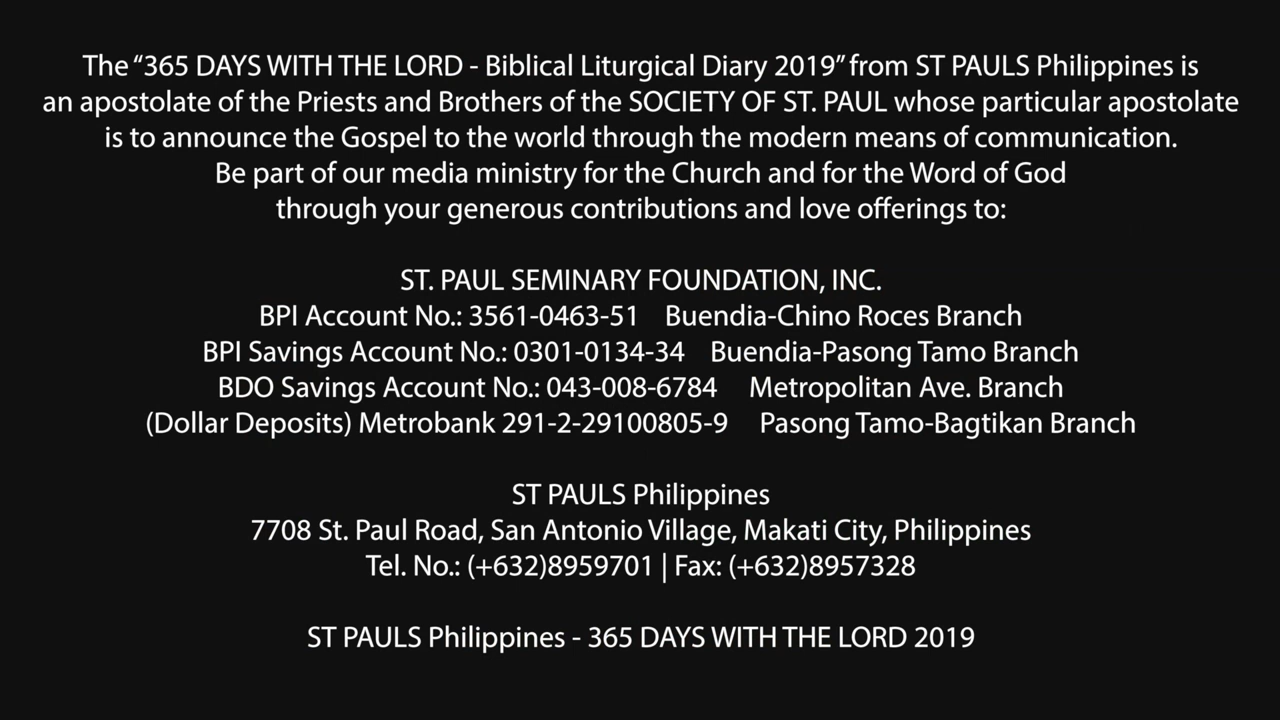 The “365 DAYS WITH THE LORD - Biblical Liturgical Diary 2019” from ST PAULS Philippines is
an apostolate of the Priests and Brothers of the SOCIETY OF ST. PAUL whose particular apostolate
is to announce the Gospel to the world through the modern means of communication.
Be part of our media ministry for the Church and for the Word of God
through your generous contributions and love offerings to:
ST. PAUL SEMINARY FOUNDATION, INC.
BPI Account No.: 3561-0463-51 Buendia-Chino Roces Branch
BPI Savings Account No.: 0301-0134-34 Buendia-Pasong Tamo Branch
BDO Savings Account No.: 043-008-6784 Metropolitan Ave. Branch
(Dollar Deposits) Metrobank 291-2-29100805-9 Pasong Tamo-Bagtikan Branch
ST PAULS Philippines
7708 St. Paul Road, San Antonio Village, Makati City, Philippines
Tel. No.: (+632)8959701 | Fax: (+632)8957328
ST PAULS Philippines - 365 DAYS WITH THE LORD 2019